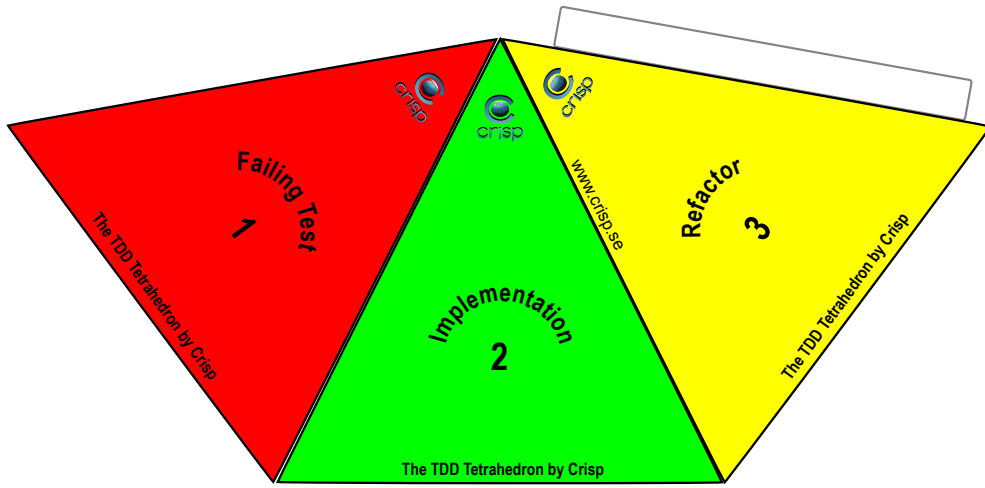 crisp
Failing Test
1
The TDD Tetrahedron by Crisp
crisp
Implementation
2
The TDD Tetrahedron by Crisp
crisp
www.crisp.se
Refactor
3
The TDD Tetrahedron by Crisp